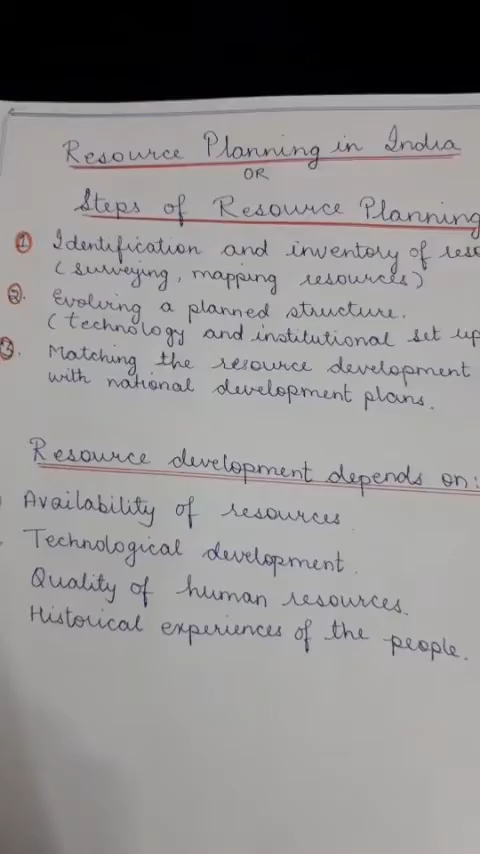 Resource Planning in India
OR
Steps of Resource Planning
1 Identification and inventory of
(surveying, mapping resources)
2. Evolving a planned structure.
(technology and institutional set up
3. Matching the resource development
with national development plans.
Resource development depends on:
Availability of resources
Technological development.
Quality of human resources.
Historical experiences of the people.